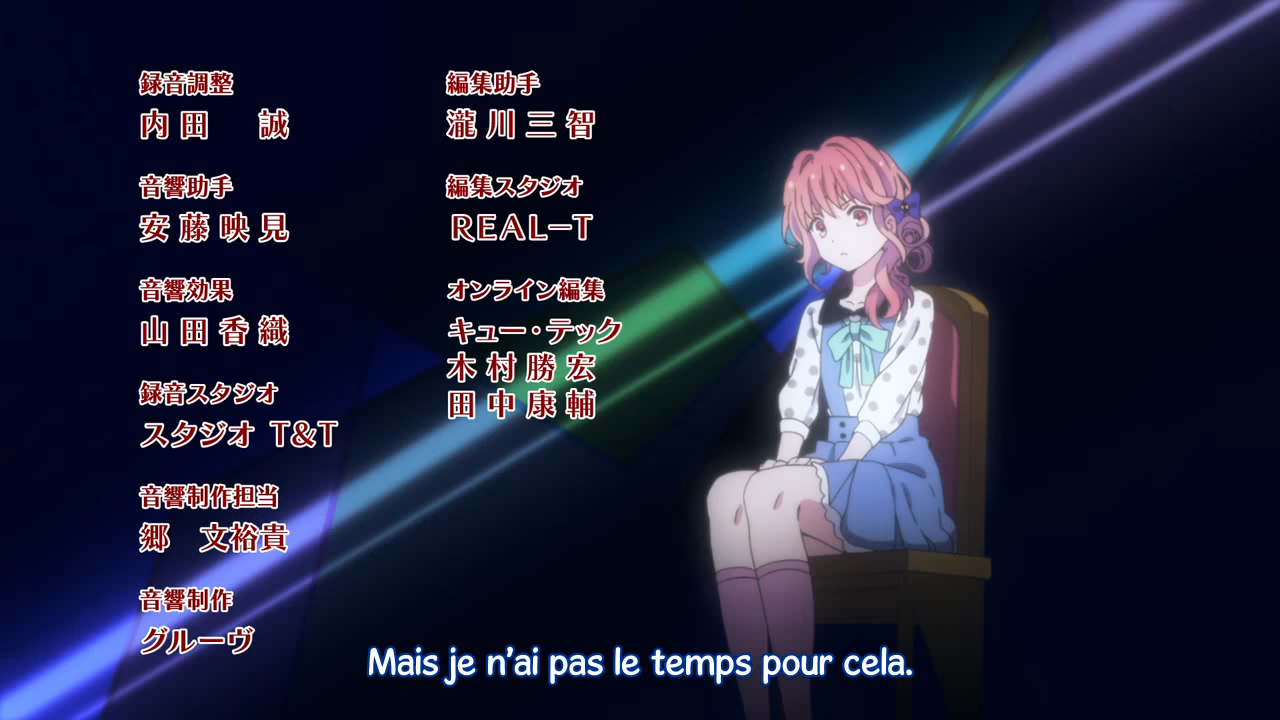 録音調整
内田　誠
音響助手
安藤映見
音響効果
山田香織
録音スタジオ
スタジオ T&T
音響制作担当
郷　文裕貴
音響制作
グルーヴ
編集助手
瀧川三智
編集スタジオ
REAL−T
オンライン編集
キュー・テック
木村勝宏
田中康輔
Mais je n’ai pas le temps pour cela.